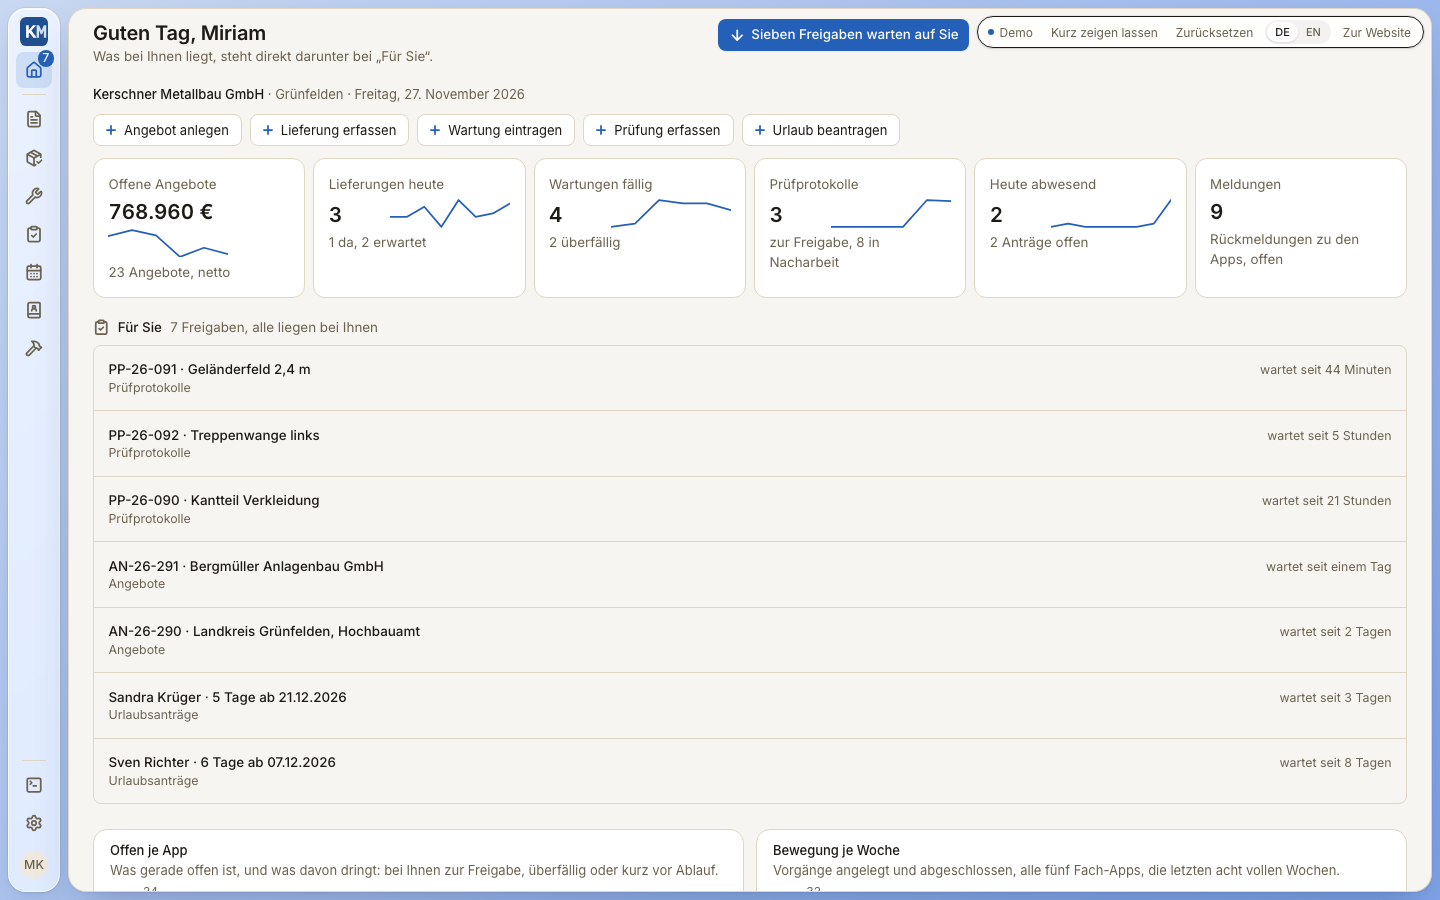 KM
7
Guten Tag, Miriam
Was bei Ihnen liegt, steht direkt darunter bei „Für Sie“.
Sieben Freigaben warten auf Sie
Demo
Kurz zeigen lassen
Zurücksetzen
DE
EN
Zur Website
Kerschner Metallbau GmbH · Grünfelden · Freitag, 27. November 2026
Angebot anlegen
Lieferung erfassen
Wartung eintragen
Prüfung erfassen
Urlaub beantragen
Offene Angebote
768.960 €
23 Angebote, netto
Lieferungen heute
3
1 da, 2 erwartet
Wartungen fällig
4
2 überfällig
Prüfprotokolle
3
zur Freigabe, 8 in
Nacharbeit
Heute abwesend
2
2 Anträge offen
Meldungen
9
Rückmeldungen zu den
Apps, offen
Für Sie 7 Freigaben, alle liegen bei Ihnen
PP-26-091 · Geländerfeld 2,4 m
Prüfprotokolle
wartet seit 44 Minuten
PP-26-092 · Treppenwange links
Prüfprotokolle
wartet seit 5 Stunden
PP-26-090 · Kantteil Verkleidung
Prüfprotokolle
wartet seit 21 Stunden
AN-26-291 · Bergmüller Anlagenbau GmbH
Angebote
wartet seit einem Tag
AN-26-290 · Landkreis Grünfelden, Hochbauamt
Angebote
wartet seit 2 Tagen
Sandra Krüger · 5 Tage ab 21.12.2026
Urlaubsanträge
wartet seit 3 Tagen
Sven Richter · 6 Tage ab 07.12.2026
Urlaubsanträge
wartet seit 8 Tagen
MK
Offen je App
Was gerade offen ist, und was davon dringt: bei Ihnen zur Freigabe, überfällig oder kurz vor Ablauf.
Bewegung je Woche
Vorgänge angelegt und abgeschlossen, alle fünf Fach-Apps, die letzten acht vollen Wochen.